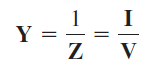 Y = 1/Z = I/V